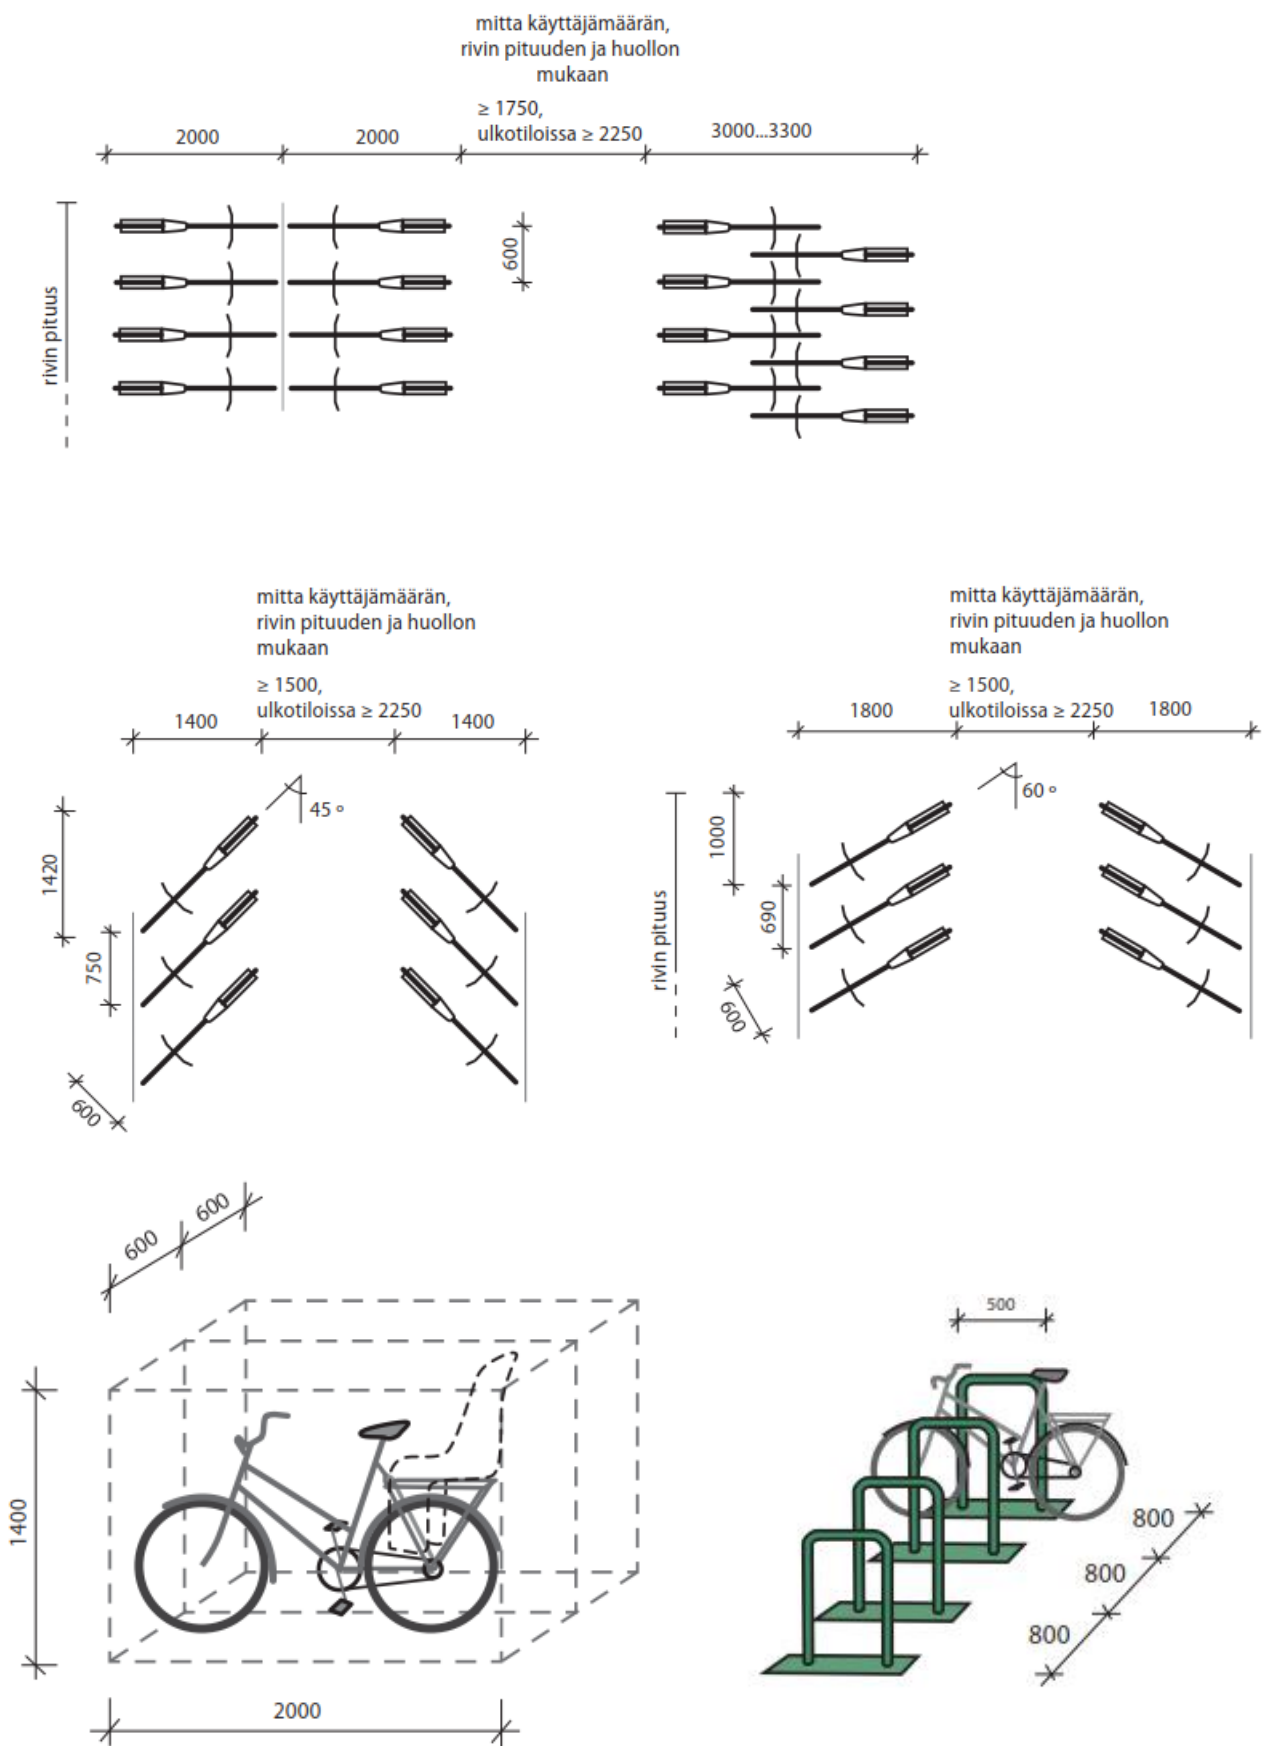 mitta käyttäjämäärän,
rivin pituuden ja huollon
mukaan
≥ 1750,
ulkotiloissa ≥ 2250
2000
2000
3000...3300
rivin pituus
600
mitta käyttäjämäärän,
rivin pituuden ja huollon
mukaan
≥ 1500,
ulkotiloissa ≥ 2250
1400
1400
45 º
1420
750
600
mitta käyttäjämäärän,
rivin pituuden ja huollon
mukaan
≥ 1500,
ulkotiloissa ≥ 2250
1800
1800
60 º
1000
690
rivin pituus
600
600
600
1400
2000
500
800
800
800